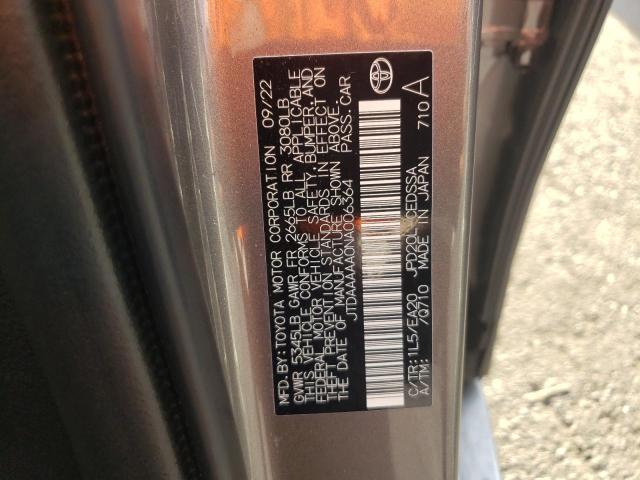 MFD.BY:TOYOTA MOTOR CORPORATION 09/22
GVWR 5345LB GAWR FR 2665LB RR 3080LB
THIS VEHICLE CONFORMS TO ALL APPLICABLE
FEDERAL MOTOR VEHICLE SAFETY,BUMPER,AND
THEFT PREVENTION STANDARDS IN EFFECT ON
THE DATE OF MANUFACTURE SHOWN ABOVE.
JTDAAAAA0NA006364 PASS.CAR
C/TR:1L5/EA20 JPD20L- CEDSSA
A/TM: /Q710 MADE IN JAPAN 710 A